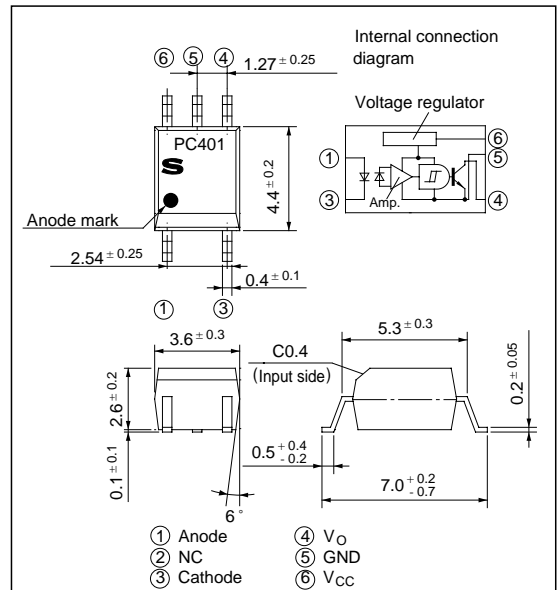 Internal connection
diagram
⑥ ⑤ ④
1.27 ± 0.25
Voltage regulator
PC401
S
4.4 ± 0.2
Anode mark
① ③
⑥ ⑤ ④
Amp.
2.54 ± 0.25
0.4 ± 0.1
① ③
3.6 ± 0.3
C0.4
(Input side)
5.3 ± 0.3
2.6 ± 0.2
0.1 ± 0.1
0.2 ± 0.05
0.5 + 0.4 - 0.2
7.0 + 0.2 - 0.7
6°
① Anode ④ VO
② NC ⑤ GND
③ Cathode ⑥ VCC